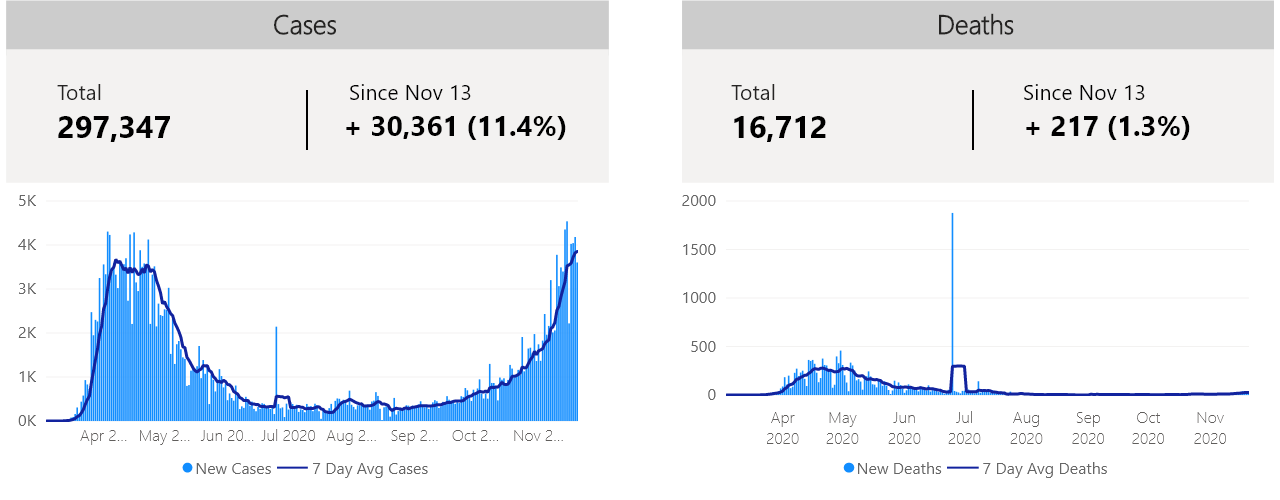 Cases
Total
297,347
Since Nov 13
+ 30,361 (11.4%)
5K
4K
3K
2K
1K
0K
Apr 2... May 2... Jun 20... Jul 2020 Aug 2... Sep 2... Oct 2... Nov 2...
New Cases 7 Day Avg Cases
Deaths
Total
16,712
Since Nov 13
+ 217 (1.3%)
2000
1500
1000
500
0
Apr May Jun Jul Aug Sep Oct Nov
2020 2020 2020 2020 2020 2020 2020 2020
New Deaths 7 Day Avg Deaths